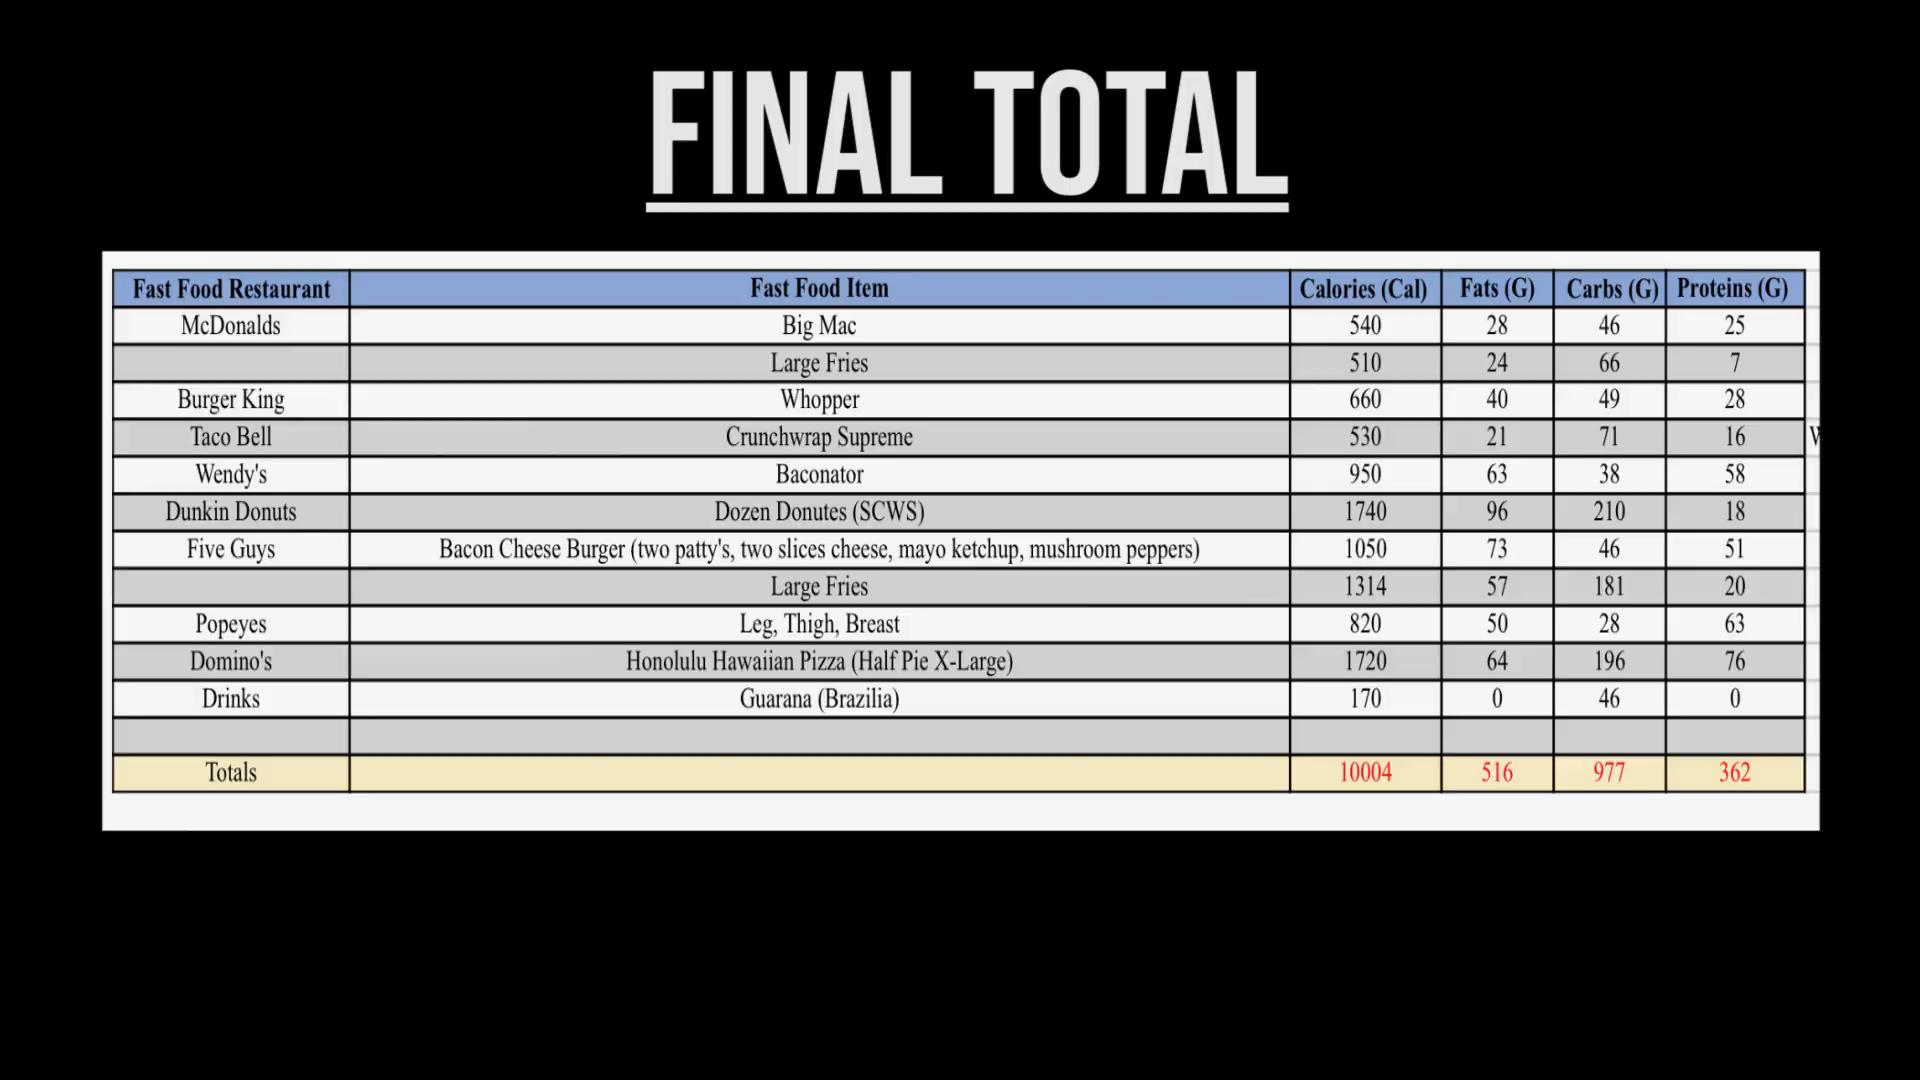 FINAL TOTAL
Fast Food Restaurant Fast Food Item Calories (Cal) Fats (G) Carbs (G) Proteins (G)
McDonalds Big Mac 540 28 46 25
Large Fries 510 24 66 7
Burger King Whopper 660 40 49 28
Taco Bell Crunchwrap Supreme 530 21 71 16
Wendy's Baconator 950 63 38 58
Dunkin Donuts Dozen Donutes (SCWS) 1740 96 210 18
Five Guys Bacon Cheese Burger (two patty's, two slices cheese, mayo ketchup, mushroom peppers) 1050 73 46 51
Large Fries 1314 57 181 20
Popeyes Leg, Thigh, Breast 820 50 28 63
Domino's Honolulu Hawaiian Pizza (Half Pie X-Large) 1720 64 196 76
Drinks Guarana (Brazilia) 170 0 46 0
Totals 10004 516 977 362